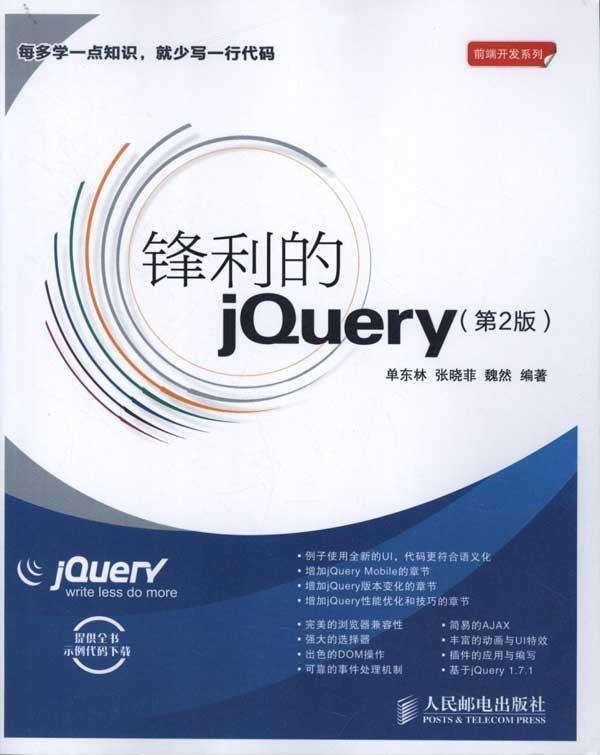 每多学一点知识，就少写一行代码
前端开发系列
锋利的
jQuery（第2版）
单东林 张晓菲 魏然 编著
jQuery
write less do more
提供全书
示例代码下载
· 例子使用全新的UI，代码更符合语义化
· 增加jQuery Mobile的章节
· 增加jQuery版本变化的章节
· 增加jQuery性能优化和技巧的章节
· 完美的浏览器兼容性
· 强大的选择器
· 出色的DOM操作
· 可靠的事件处理机制
· 简易的AJAX
· 丰富的动画与UI特效
· 插件的应用与编写
· 基于jQuery 1.7.1
人民邮电出版社
POSTS & TELECOM PRESS